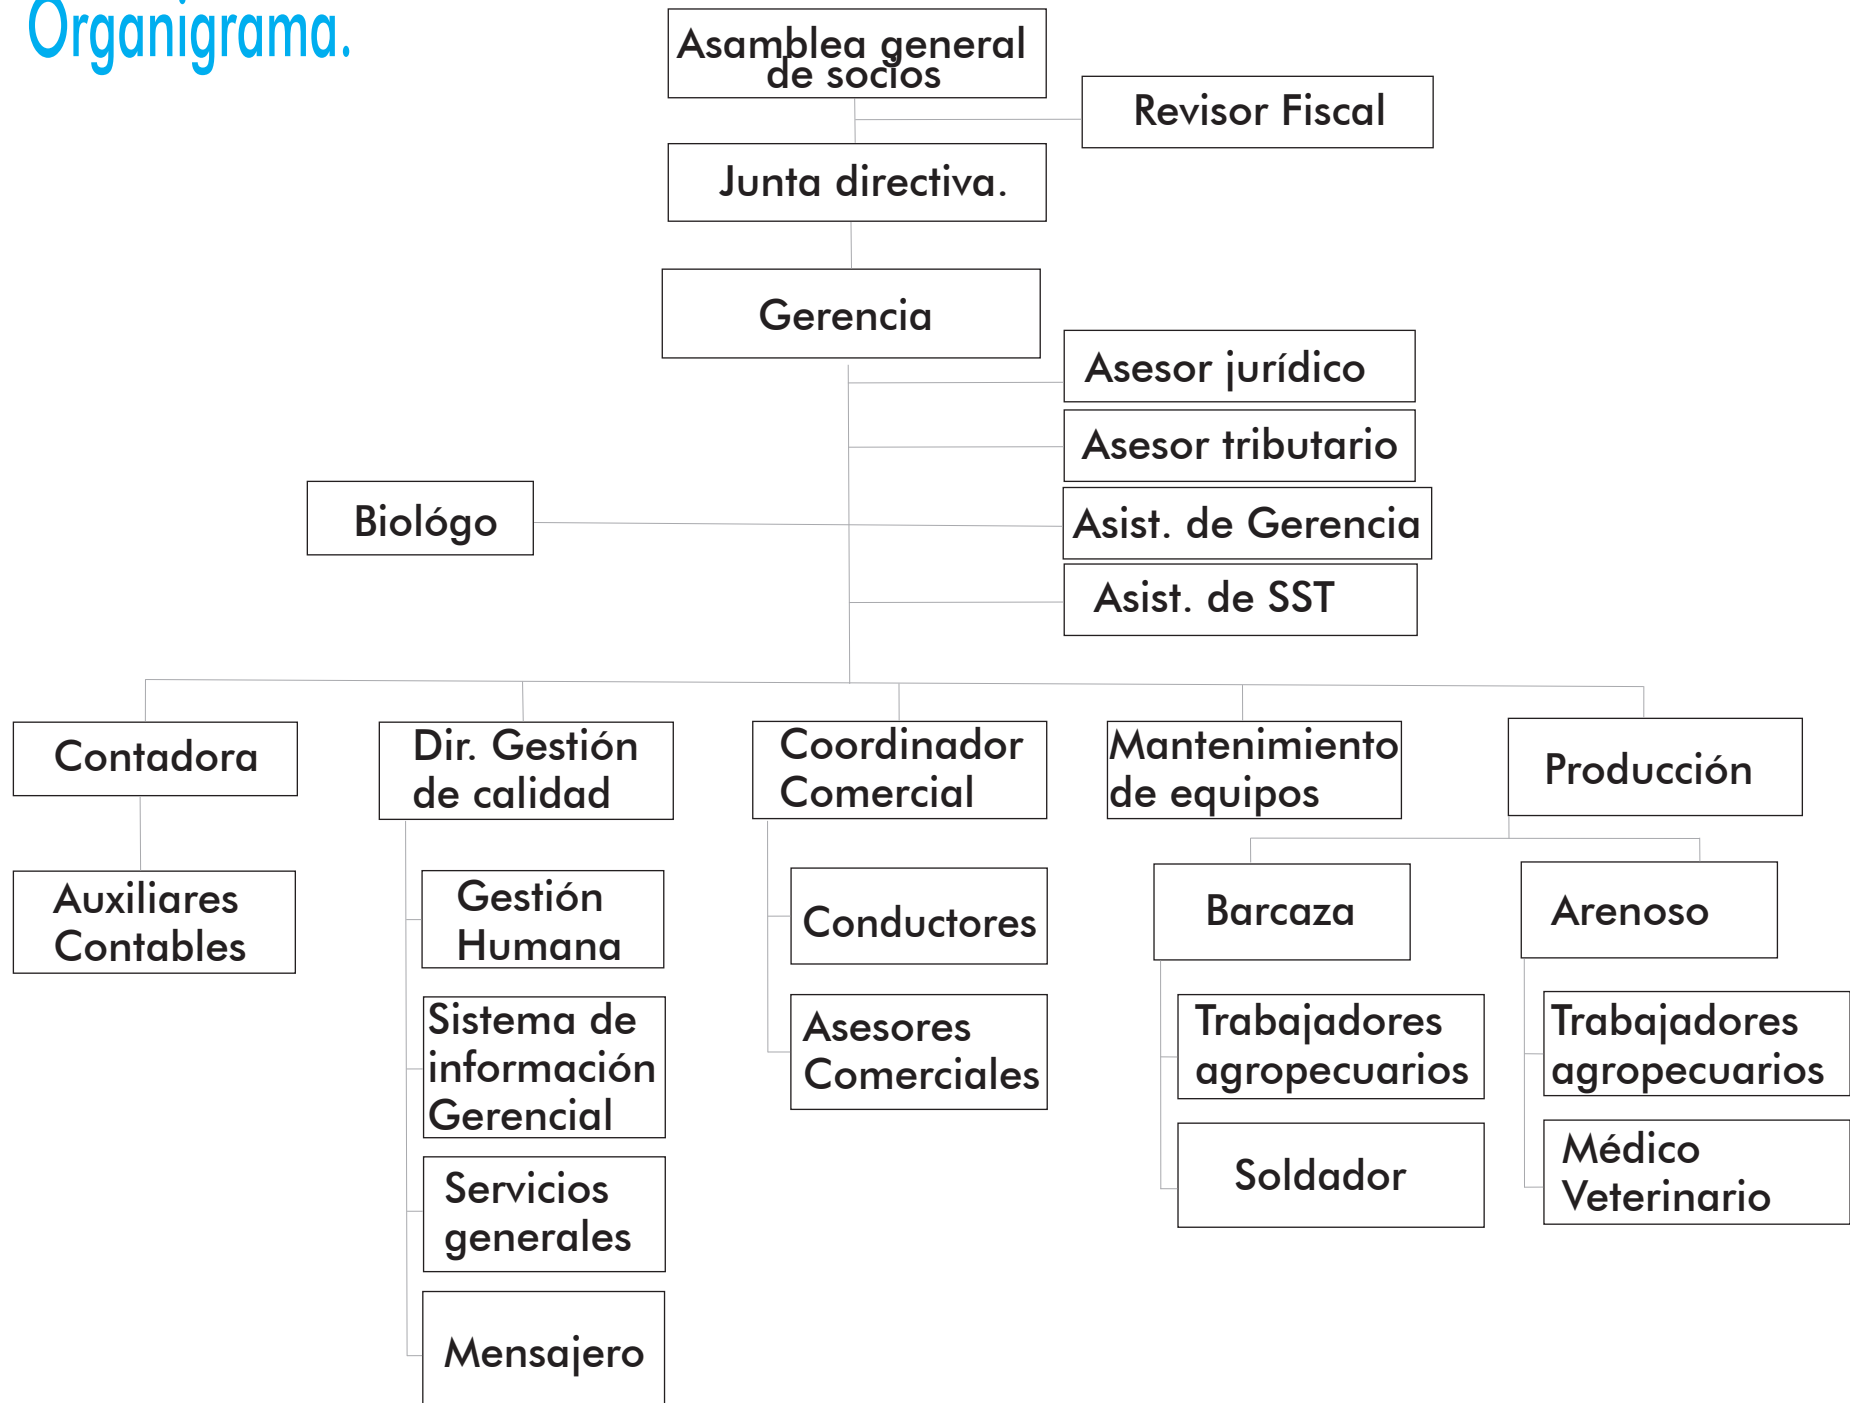 Organigrama.
Asamblea general
de socios
Revisor Fiscal
Junta directiva.
Gerencia
Asesor jurídico
Asesor tributario
Biológo
Asist. de Gerencia
Asist. de SST
Contadora
Dir. Gestión
de calidad
Coordinador
Comercial
Mantenimiento
de equipos
Producción
Auxiliares
Contables
Gestión
Humana
Sistema de
información
Gerencial
Servicios
generales
Mensajero
Conductores
Asesores
Comerciales
Barcaza
Trabajadores
agropecuarios
Soldador
Arenoso
Trabajadores
agropecuarios
Médico
Veterinario